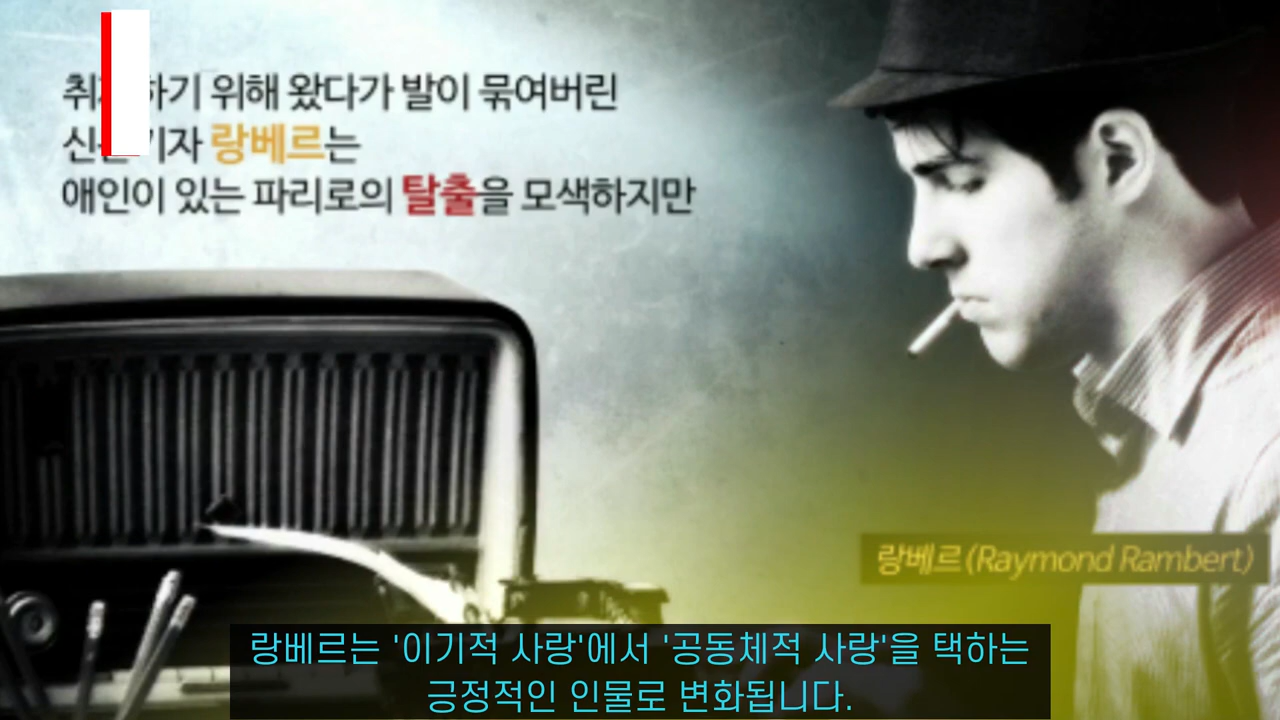 하기 위해 왔다가 발이 묶여버린
랑베르는
애인이 있는 파리로의 탈출을 모색하지만
랑베르 (Raymond Rambert)
랑베르는 '이기적 사랑'에서 '공동체적 사랑'을 택하는
긍정적인 인물로 변화됩니다.